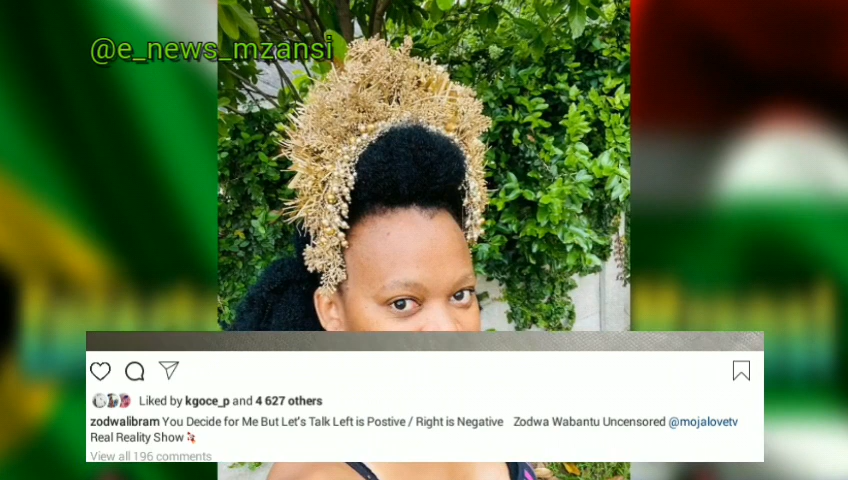 @e_news_mzansi
Liked by kgoce_p and 4 627 others
zodwalibram You Decide for Me But Let's Talk Left is Postive / Right is Negative Zodwa Wabantu Uncensored @mojalovetv
Real Reality Show
View all 196 comments